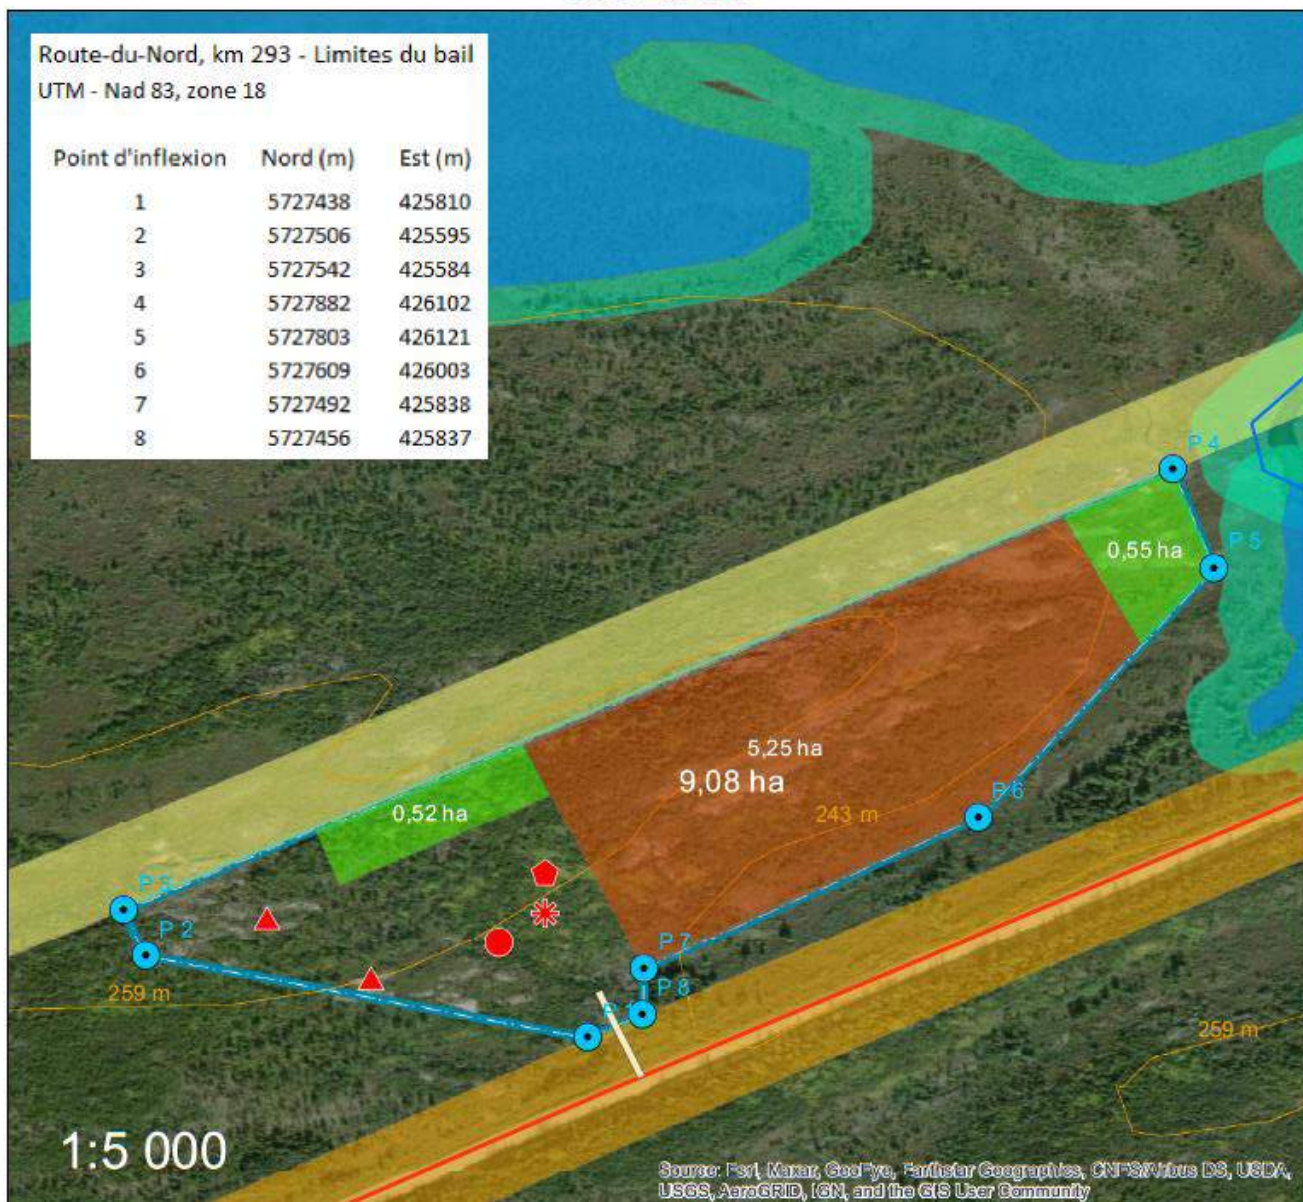 Route-du-Nord, km 293 - Limites du bail
UTM - Nad 83, zone 18
Point d'inflexion Nord (m) Est (m)
1 5727438 425810
2 5727506 425595
3 5727542 425584
4 5727882 426102
5 5727803 426121
6 5727609 426003
7 5727492 425838
8 5727456 425837
P 4
0,55 ha
P 5
5,25 ha
9,08 ha
0,52 ha
243 m
P 6
P 3
P 2
P 7
P 8
259 m
259 m
1:5 000
Source: Esri, Maxar, GeoEye, Earthstar Geographics, CNES/Airbus DS, USDA,
USGS, AeroGRID, IGN, and the GIS User Community